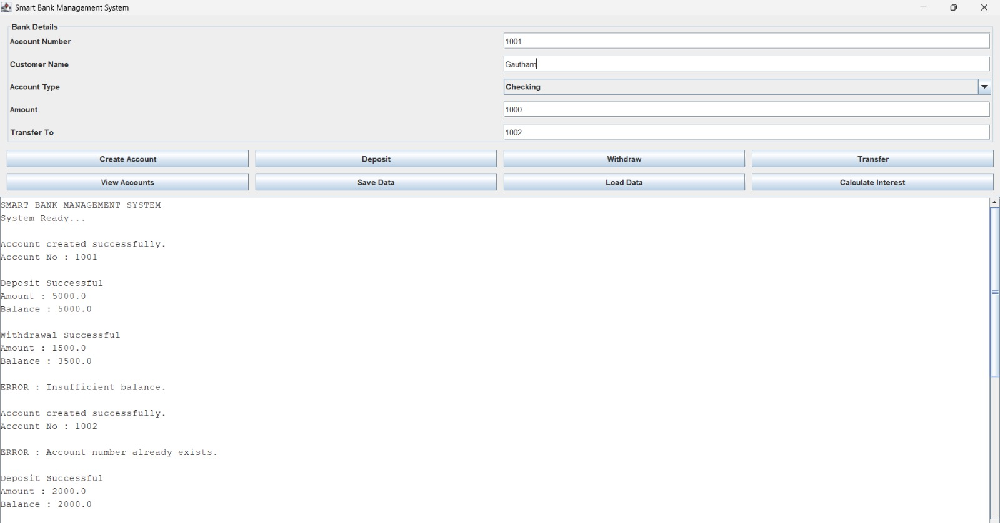 Smart Bank Management System
Bank Details
Account Number 1001
Customer Name Gautham
Account Type Checking
Amount 1000
Transfer To 1002
Create Account Deposit Withdraw Transfer
View Accounts Save Data Load Data Calculate Interest
SMART BANK MANAGEMENT SYSTEM
System Ready...
Account created successfully.
Account No : 1001
Deposit Successful
Amount : 5000.0
Balance : 5000.0
Withdrawal Successful
Amount : 1500.0
Balance : 3500.0
ERROR : Insufficient balance.
Account created successfully.
Account No : 1002
ERROR : Account number already exists.
Deposit Successful
Amount : 2000.0
Balance : 2000.0